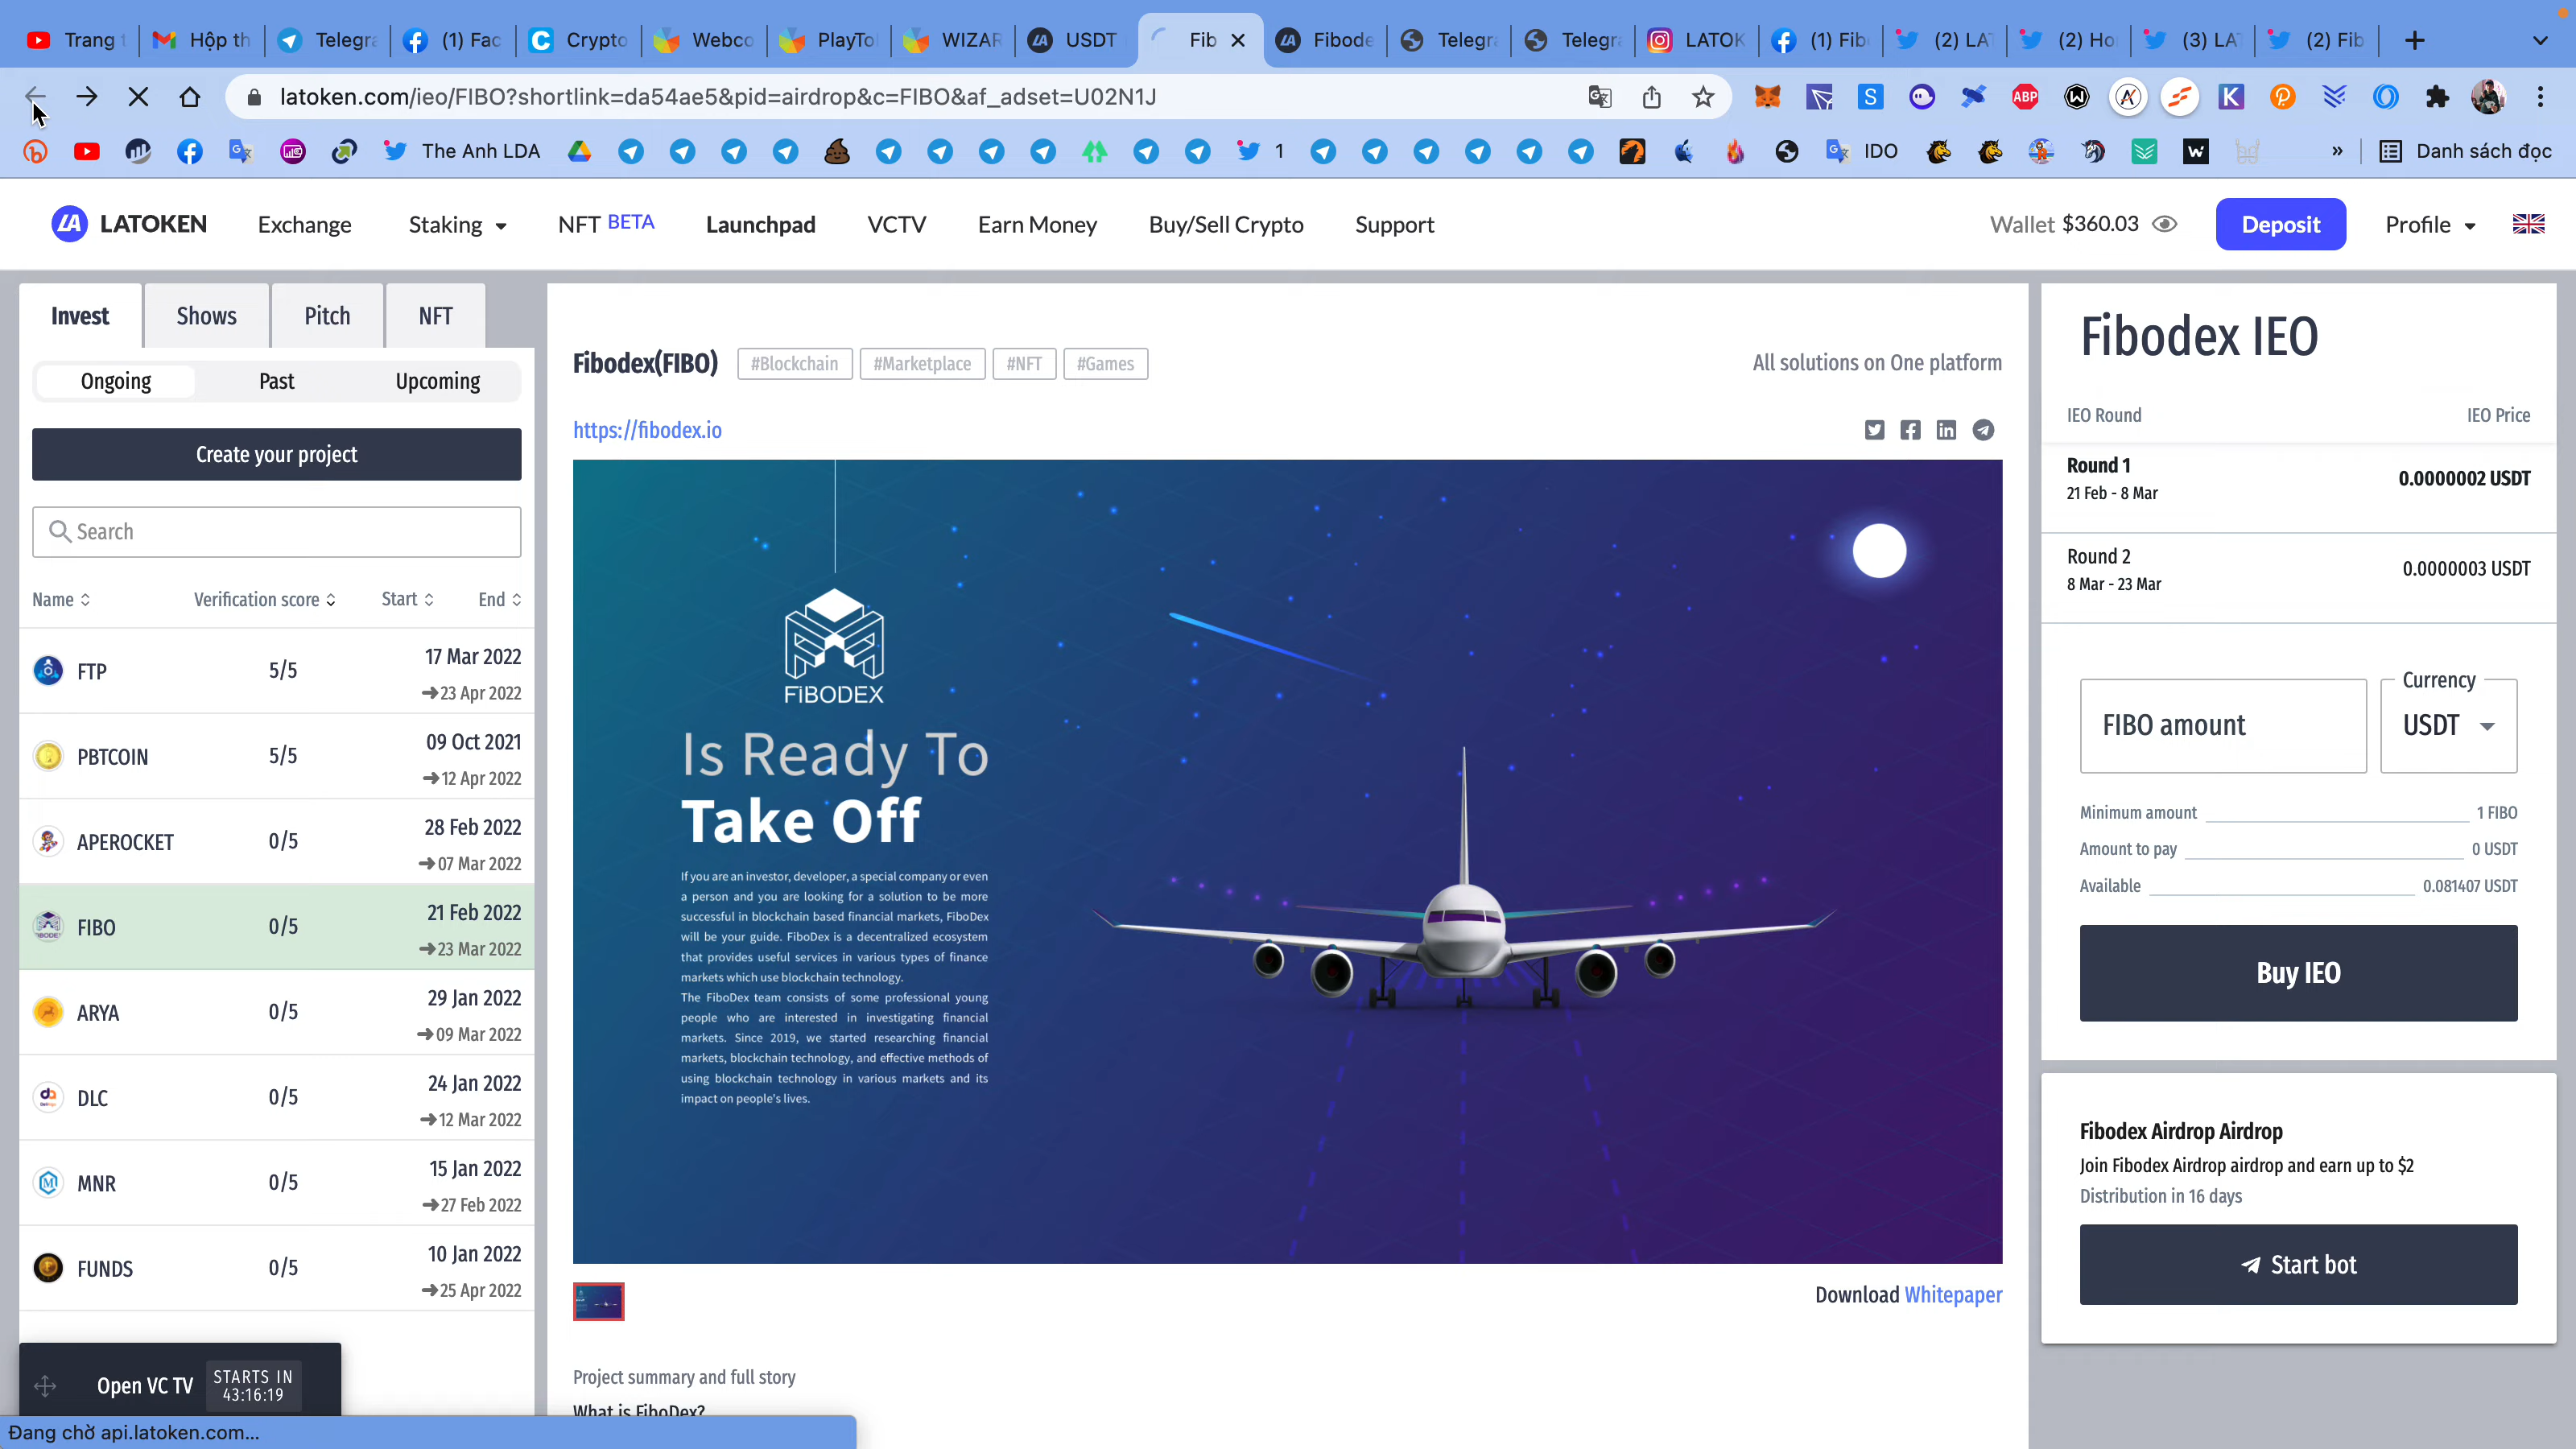 Trang t
Hộp th
Telegra
(1) Fac
Crypto
Webco
PlayTo
WIZAR
USDT
Fib
Fibode
Telegra
Telegra
LATOK
(1) Fib
(2) LA
(2) Ho
(3) LA
(2) Fib
latoken.com/ieo/FIBO?shortlink=da54ae5&pid=airdrop&c=FIBO&af_adset=U02N1J
ABP
The Anh LDA
1
IDO
»
Danh sách đọc
LATOKEN
Exchange
Staking
NFT BETA
Launchpad
VCTV
Earn Money
Buy/Sell Crypto
Support
Wallet $360.03
Deposit
Profile
Invest
Shows
Pitch
NFT
Ongoing
Past
Upcoming
Create your project
Search
Name
Verification score
Start
End
FTP
5/5
17 Mar 2022
➔23 Apr 2022
PBTCOIN
5/5
09 Oct 2021
➔12 Apr 2022
APEROCKET
0/5
28 Feb 2022
➔07 Mar 2022
FIBO
0/5
21 Feb 2022
➔23 Mar 2022
ARYA
0/5
29 Jan 2022
➔09 Mar 2022
DLC
0/5
24 Jan 2022
➔12 Mar 2022
MNR
0/5
15 Jan 2022
➔27 Feb 2022
FUNDS
0/5
10 Jan 2022
➔25 Apr 2022
Open VC TV
STARTS IN
43:16:19
Đang chờ api.latoken.com...
Fibodex(FIBO)
#Blockchain
#Marketplace
#NFT
#Games
All solutions on One platform
https://fibodex.io
FiBODEX
Is Ready To
Take Off
If you are an investor, developer, a special company or even
a person and you are looking for a solution to be more
successful in blockchain based financial markets, FiboDex
will be your guide. FiboDex is a decentralized ecosystem
that provides useful services in various types of finance
markets which use blockchain technology.
The FiboDex team consists of some professional young
people who are interested in investigating financial
markets. Since 2019, we started researching financial
markets, blockchain technology, and effective methods of
using blockchain technology in various markets and its
impact on people's lives.
Download Whitepaper
Project summary and full story
What is FiboDex?
Fibodex IEO
IEO Round
IEO Price
Round 1
21 Feb - 8 Mar
0.0000002 USDT
Round 2
8 Mar - 23 Mar
0.0000003 USDT
FIBO amount
Currency
USDT
Minimum amount
1 FIBO
Amount to pay
0 USDT
Available
0.081407 USDT
Buy IEO
Fibodex Airdrop Airdrop
Join Fibodex Airdrop airdrop and earn up to $2
Distribution in 16 days
Start bot